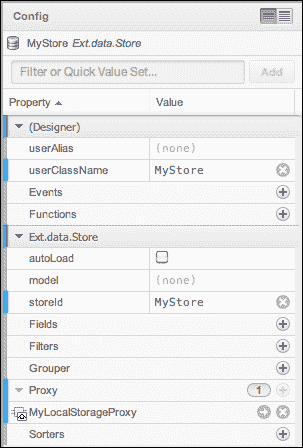 Config
MyStore Ext.data.Store
Filter or Quick Value Set... Add
Property Value
(Designer)
userAlias (none)
userClassName MyStore
Events
Functions
Ext.data.Store
autoLoad
model (none)
storeId MyStore
Fields
Filters
Grouper
Proxy 1
MyLocalStorageProxy
Sorters